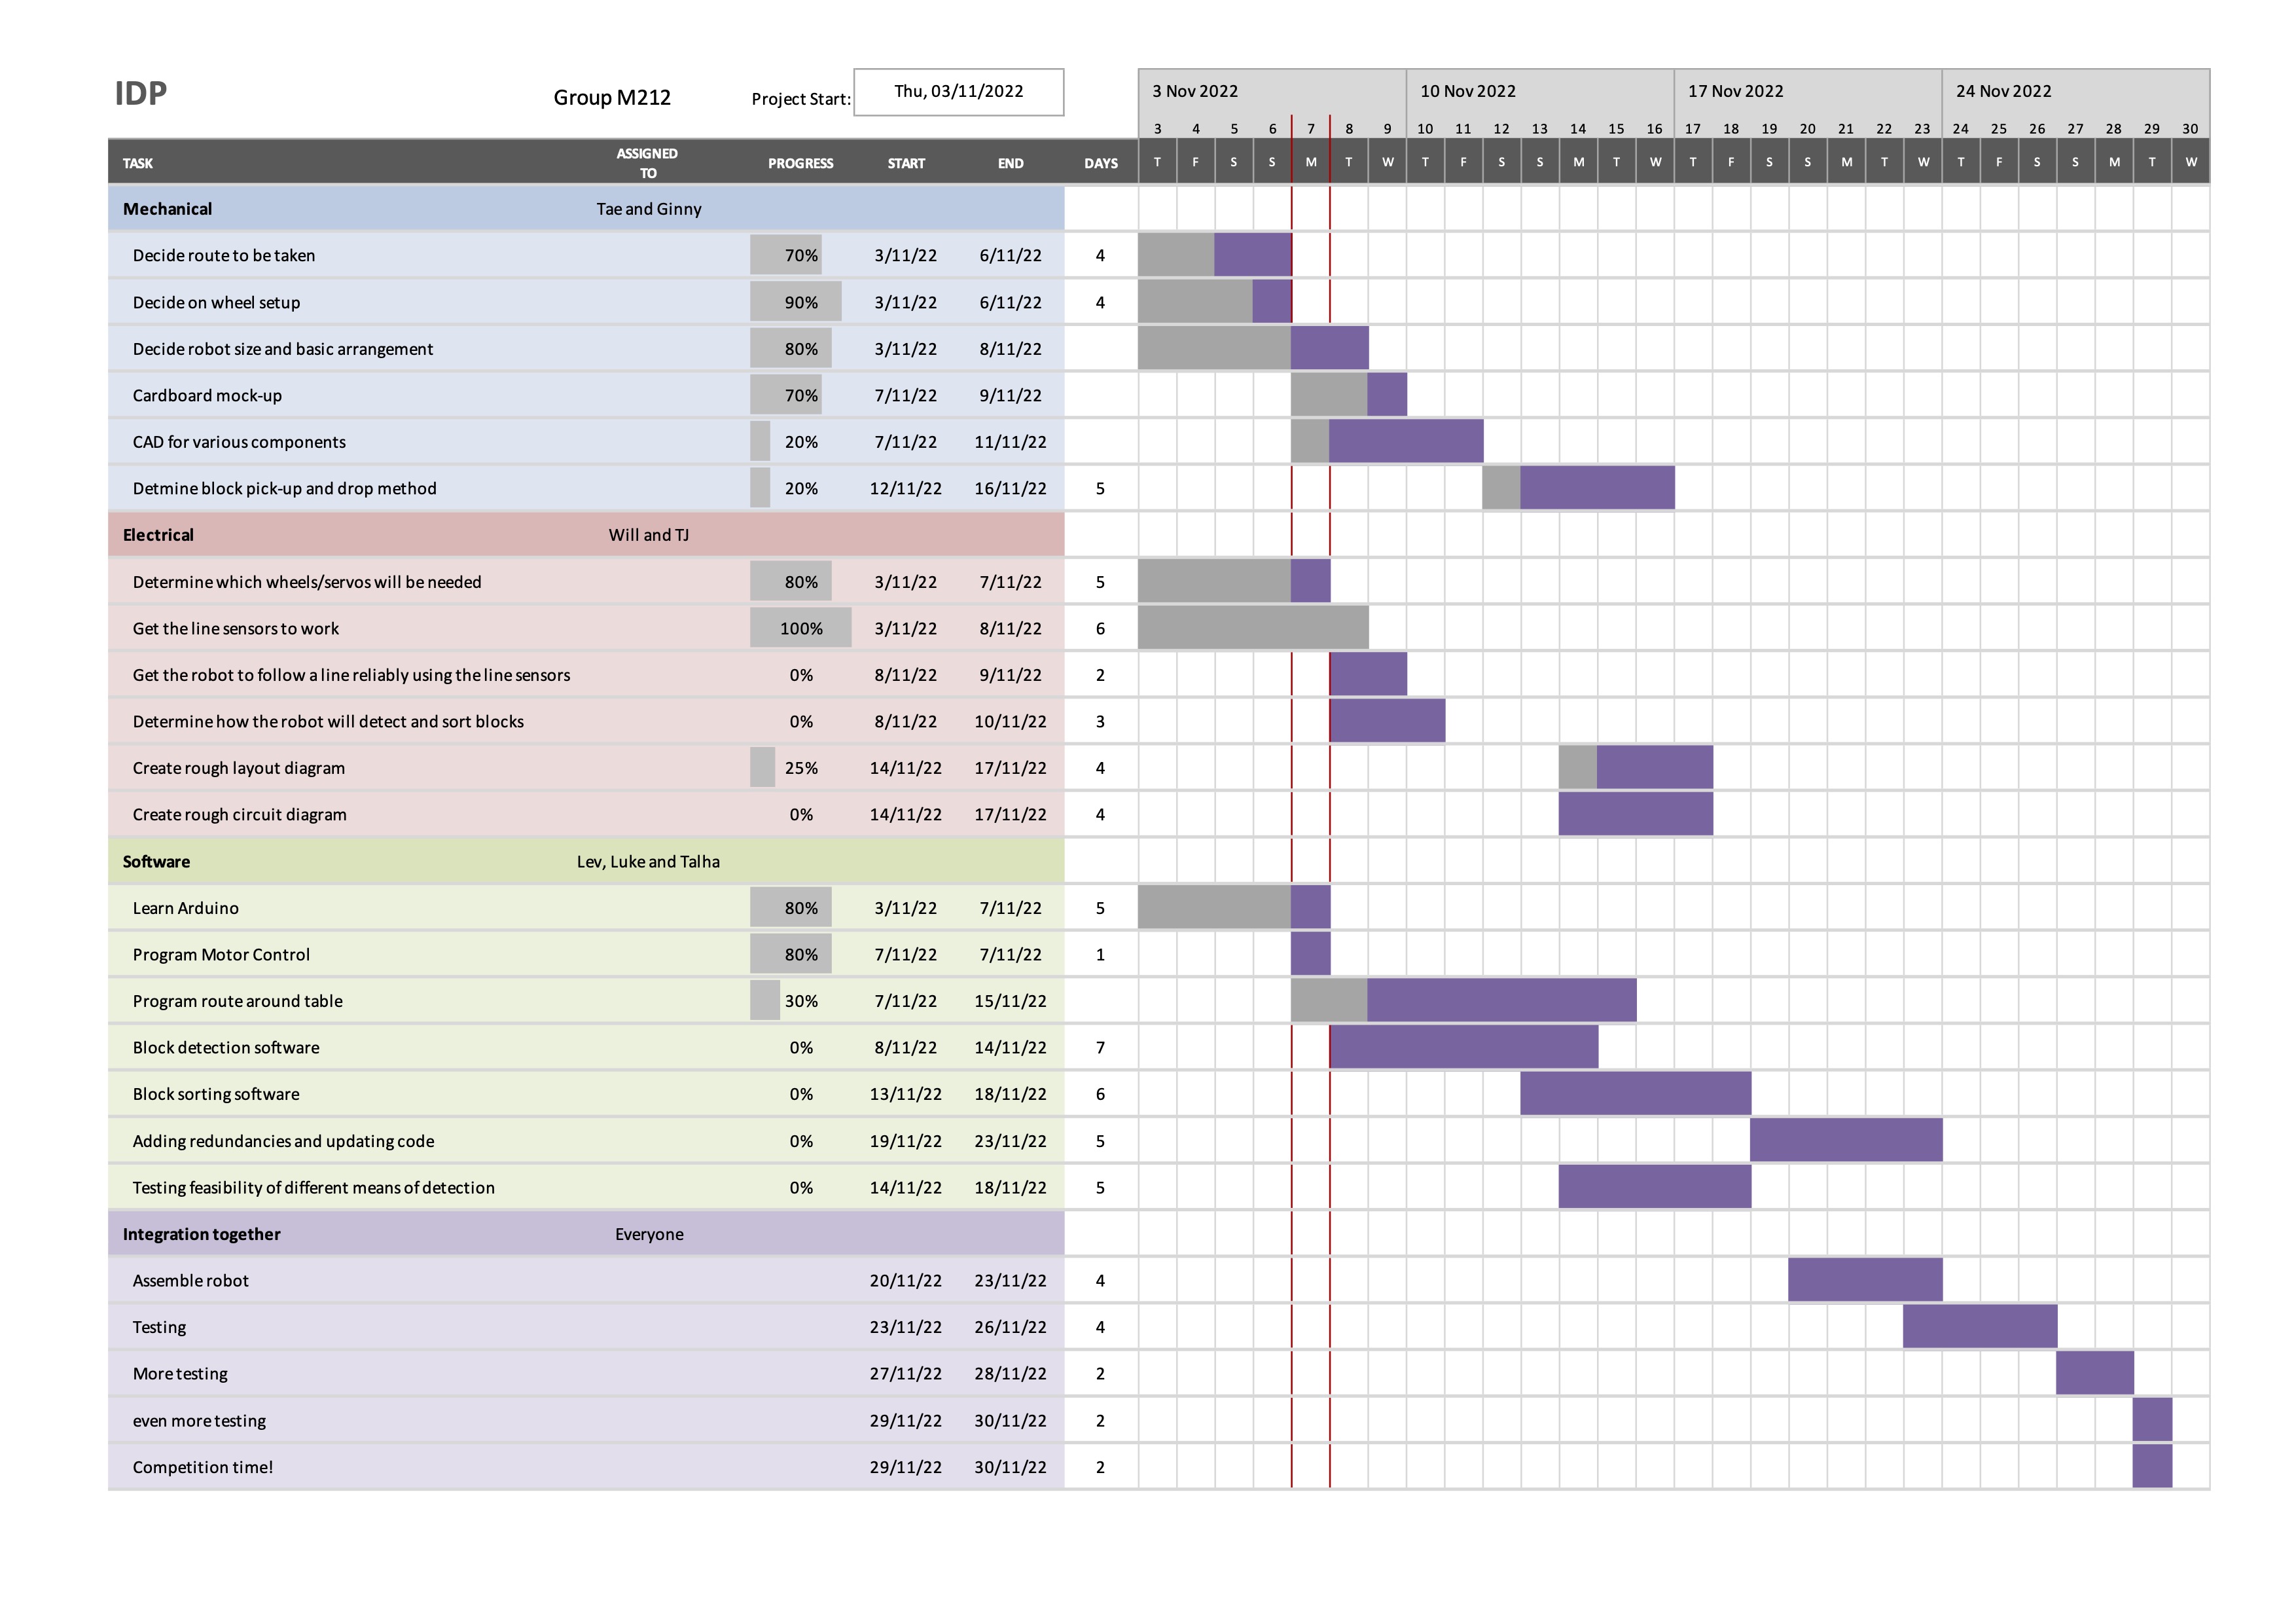 IDP Group M212 Project Start: Thu, 03/11/2022 3 Nov 2022 10 Nov 2022 17 Nov 2022 24 Nov 2022
3 4 5 6 7 8 9 10 11 12 13 14 15 16 17 18 19 20 21 22 23 24 25 26 27 28 29 30
TASK ASSIGNED TO PROGRESS START END DAYS T F S S M T W T F S S M T W T F S S M T W T F S S M T W
Mechanical Tae and Ginny
Decide route to be taken 70% 3/11/22 6/11/22 4
Decide on wheel setup 90% 3/11/22 6/11/22 4
Decide robot size and basic arrangement 80% 3/11/22 8/11/22
Cardboard mock-up 70% 7/11/22 9/11/22
CAD for various components 20% 7/11/22 11/11/22
Detmine block pick-up and drop method 20% 12/11/22 16/11/22 5
Electrical Will and TJ
Determine which wheels/servos will be needed 80% 3/11/22 7/11/22 5
Get the line sensors to work 100% 3/11/22 8/11/22 6
Get the robot to follow a line reliably using the line sensors 0% 8/11/22 9/11/22 2
Determine how the robot will detect and sort blocks 0% 8/11/22 10/11/22 3
Create rough layout diagram 25% 14/11/22 17/11/22 4
Create rough circuit diagram 0% 14/11/22 17/11/22 4
Software Lev, Luke and Talha
Learn Arduino 80% 3/11/22 7/11/22 5
Program Motor Control 80% 7/11/22 7/11/22 1
Program route around table 30% 7/11/22 15/11/22
Block detection software 0% 8/11/22 14/11/22 7
Block sorting software 0% 13/11/22 18/11/22 6
Adding redundancies and updating code 0% 19/11/22 23/11/22 5
Testing feasibility of different means of detection 0% 14/11/22 18/11/22 5
Integration together Everyone
Assemble robot 20/11/22 23/11/22 4
Testing 23/11/22 26/11/22 4
More testing 27/11/22 28/11/22 2
even more testing 29/11/22 30/11/22 2
Competition time! 29/11/22 30/11/22 2